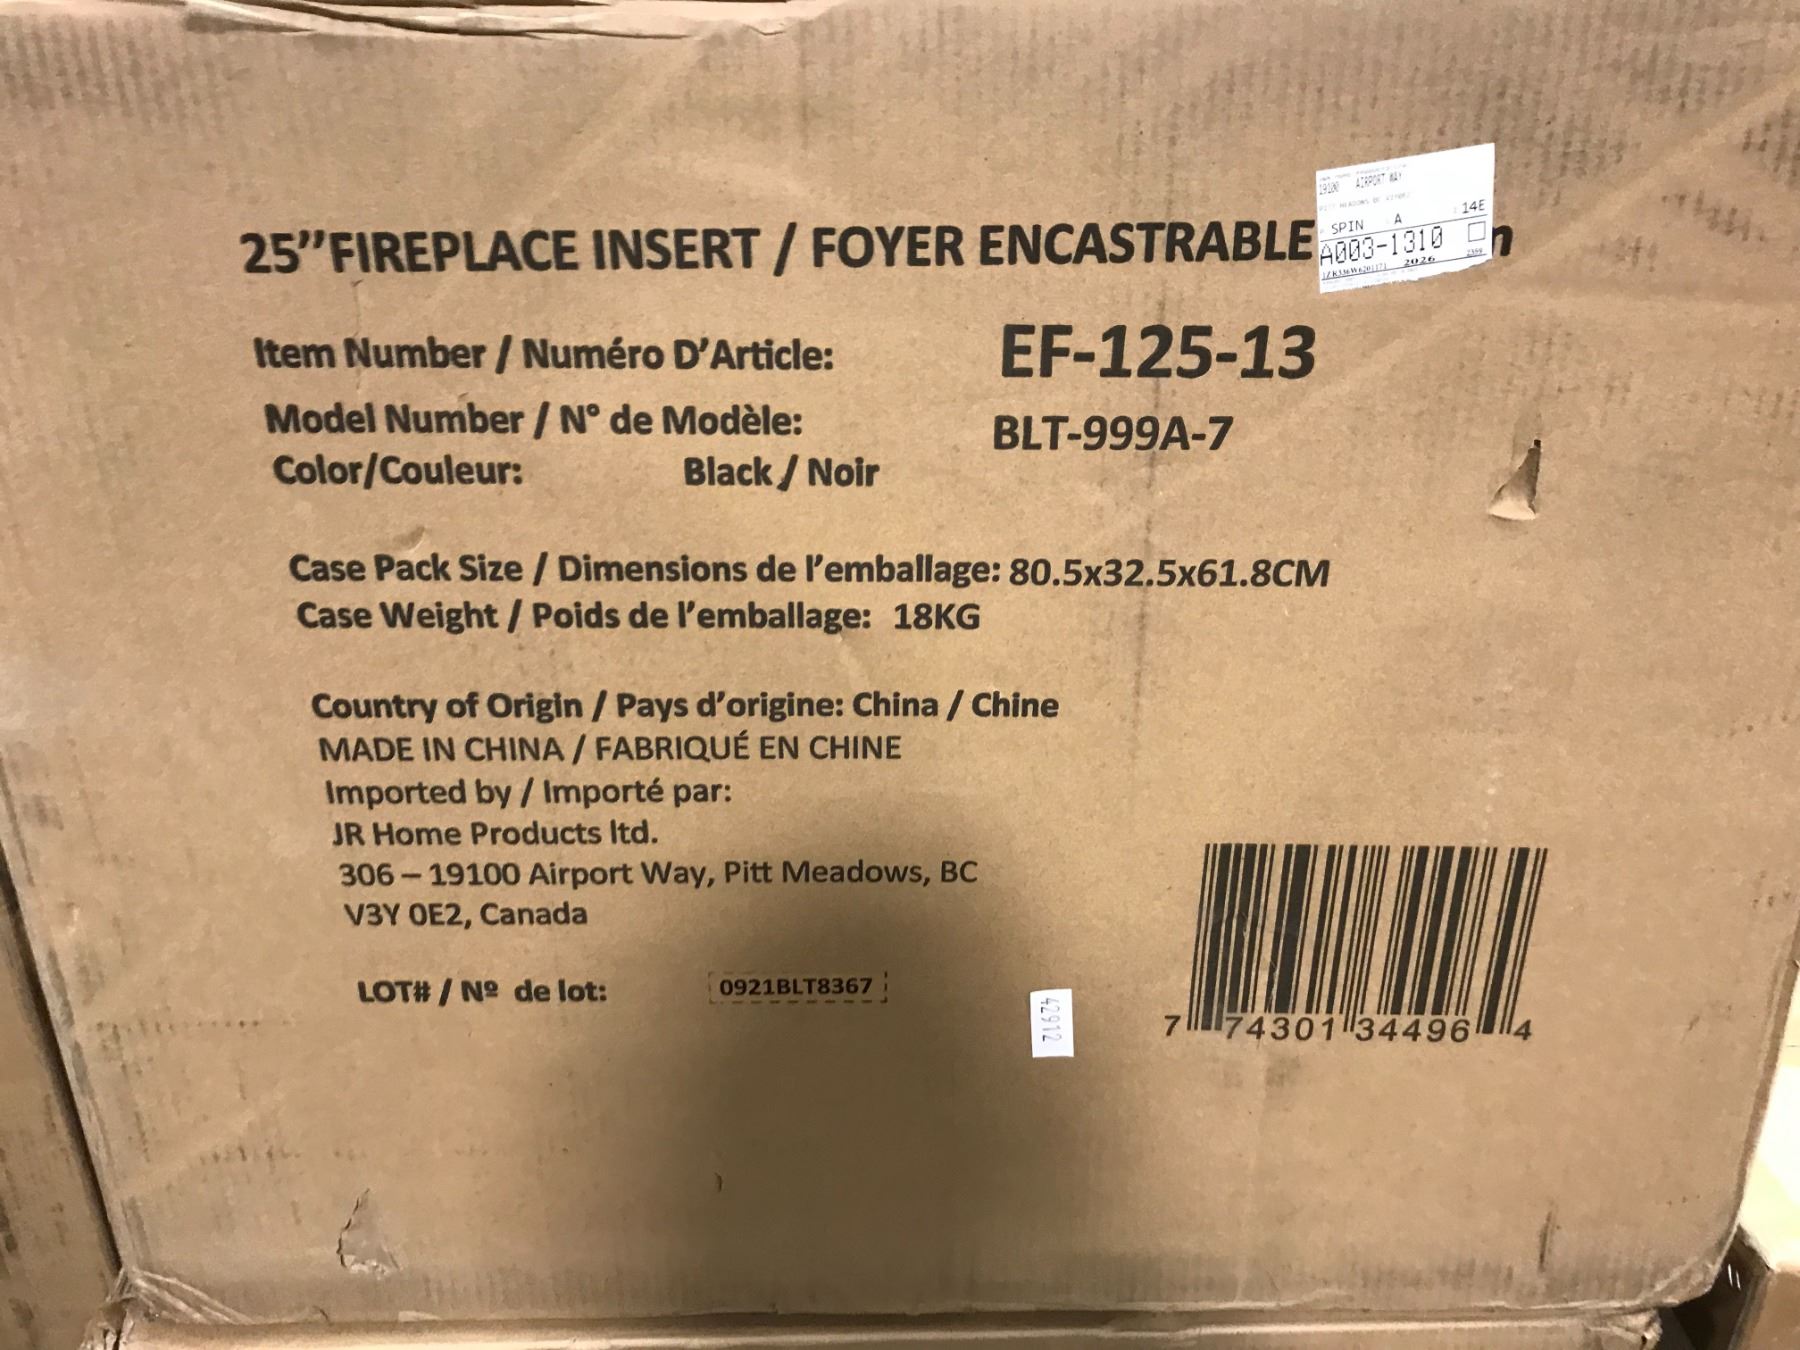 19100 AIRPORT WAY
SPIN A 14E
A003-1310
2026
25"FIREPLACE INSERT / FOYER ENCASTRABLE
Item Number / Numéro D'Article: EF-125-13
Model Number / N° de Modèle: BLT-999A-7
Color/Couleur: Black / Noir
Case Pack Size / Dimensions de l'emballage: 80.5x32.5x61.8CM
Case Weight / Poids de l'emballage: 18KG
Country of Origin / Pays d'origine: China / Chine
MADE IN CHINA / FABRIQUÉ EN CHINE
Imported by / Importé par:
JR Home Products ltd.
306 – 19100 Airport Way, Pitt Meadows, BC
V3Y 0E2, Canada
LOT# / Nº de lot: 0921BLT8367
42912
7 74301 34496 4